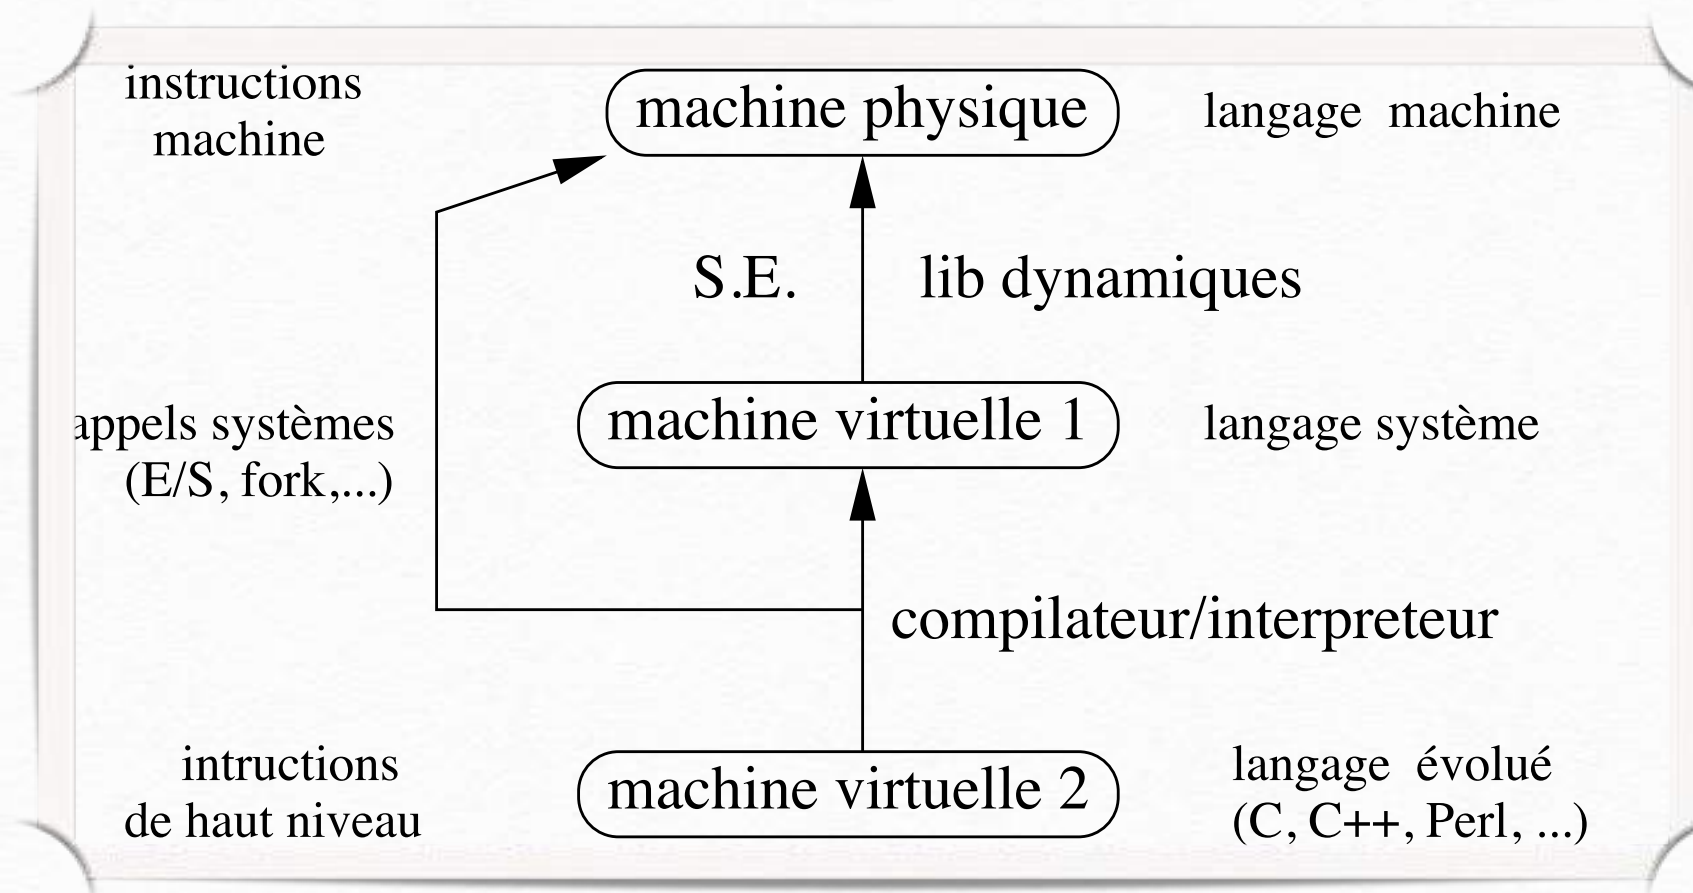 instructions
machine
machine physique
langage machine
S.E.
lib dynamiques
appels systèmes
(E/S, fork,...)
machine virtuelle 1
langage système
compilateur/interpreteur
intructions
de haut niveau
machine virtuelle 2
langage évolué
(C, C++, Perl, ...)